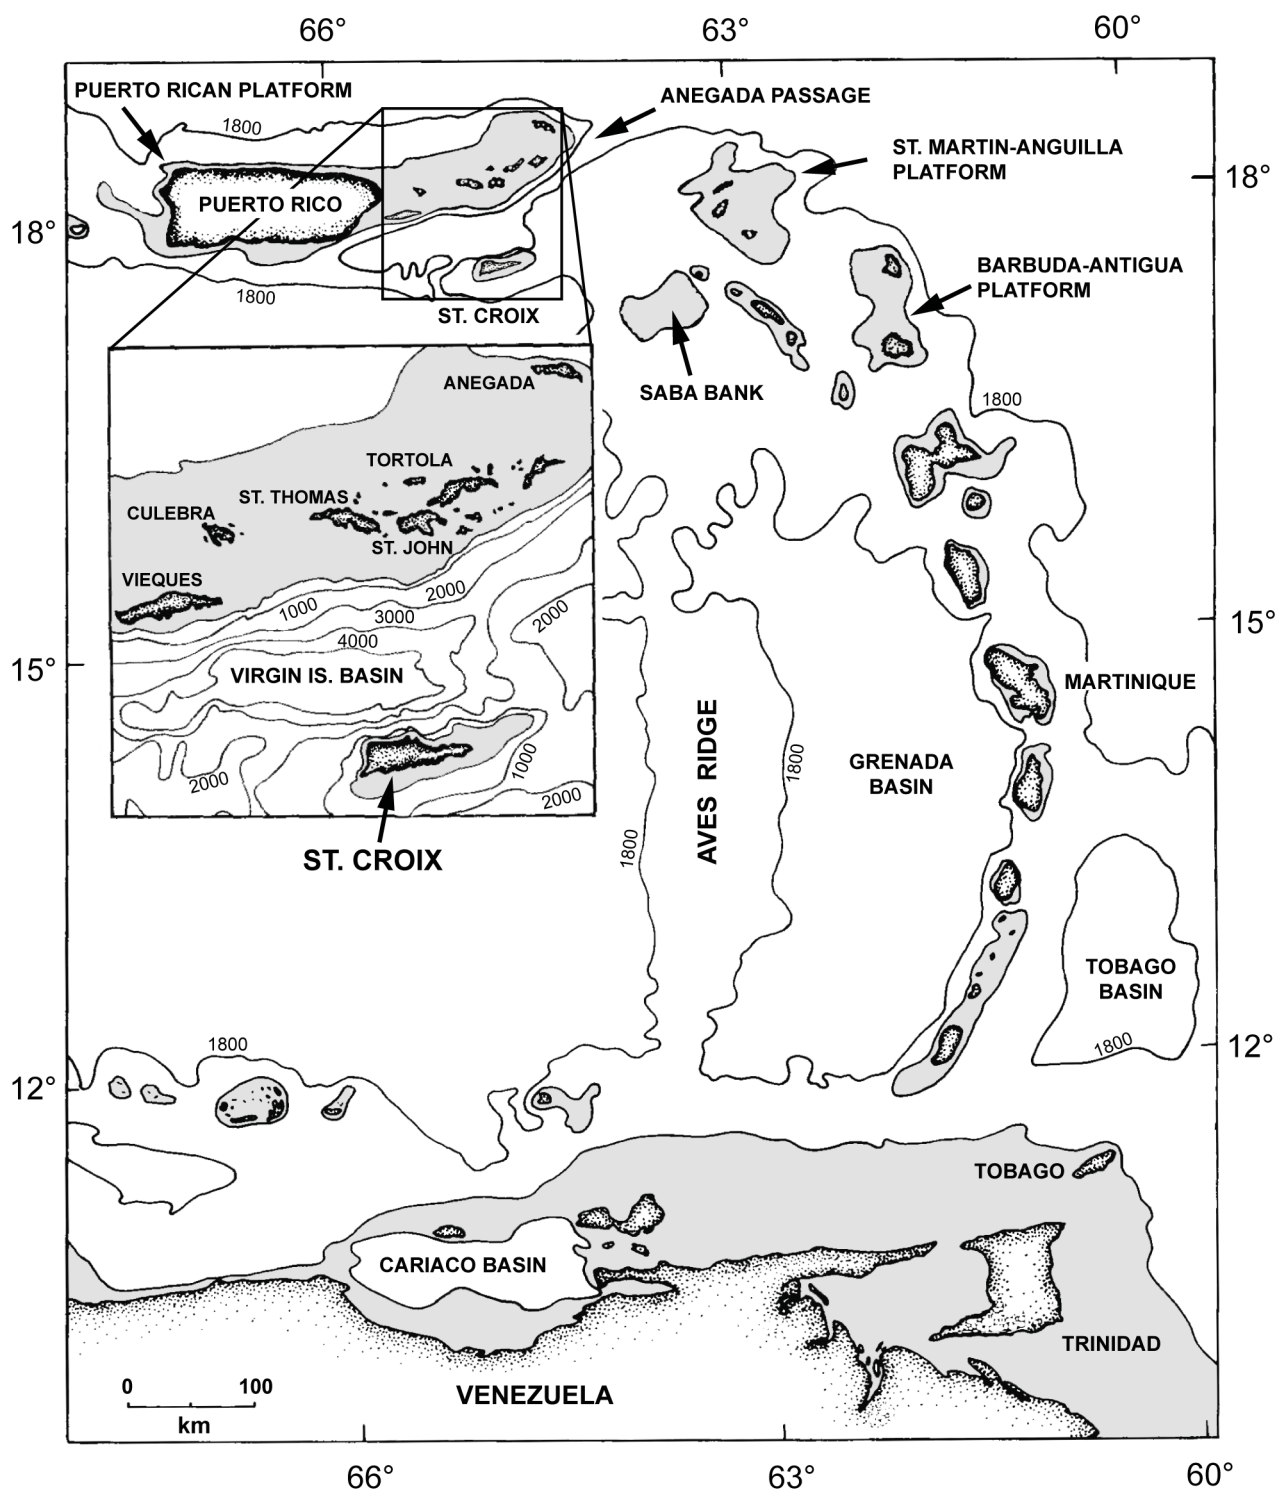 66° 63° 60°
PUERTO RICAN PLATFORM
ANEGADA PASSAGE
1800
ST. MARTIN-ANGUILLA
PLATFORM
18°
PUERTO RICO
18°
BARBUDA-ANTIGUA
PLATFORM
1800
ST. CROIX
SABA BANK
1800
ANEGADA
TORTOLA
ST. THOMAS
CULEBRA
ST. JOHN
VIEQUES
1000
2000
3000
2000
4000
VIRGIN IS. BASIN
2000
1000
2000
ST. CROIX
15°
15°
MARTINIQUE
AVES RIDGE
1800
1800
GRENADA
BASIN
TOBAGO
BASIN
1800
12°
1800
12°
TOBAGO
CARIACO BASIN
TRINIDAD
VENEZUELA
0 100
km
66° 63° 60°